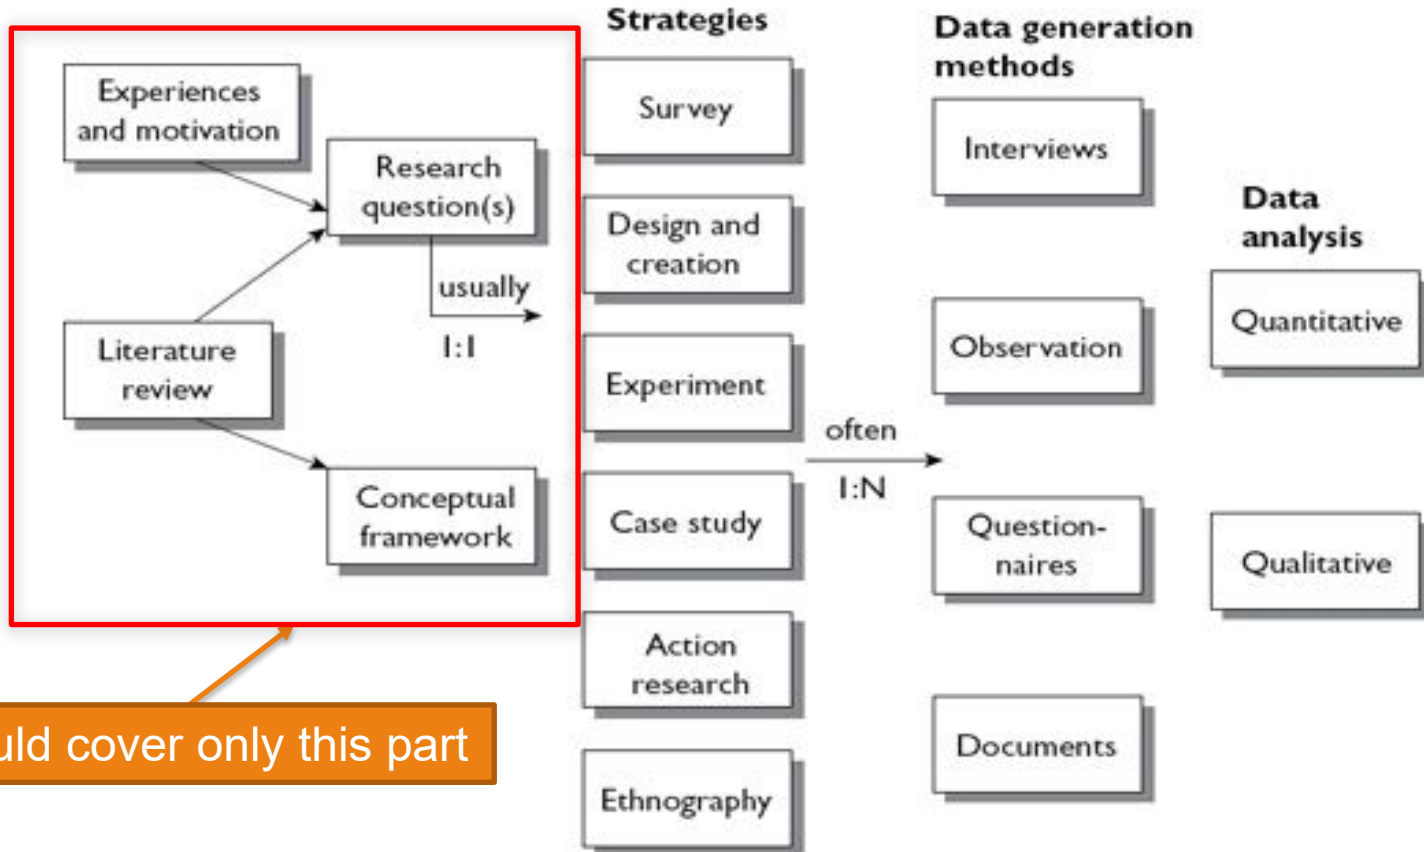 Experiences
and motivation
Research
question(s)
usually
1:1
Literature
review
Conceptual
framework
Strategies
Survey
Design and
creation
Experiment
Case study
Action
research
Ethnography
often
1:N
Data generation
methods
Interviews
Observation
Question-
naires
Documents
Data
analysis
Quantitative
Qualitative
cover only this part